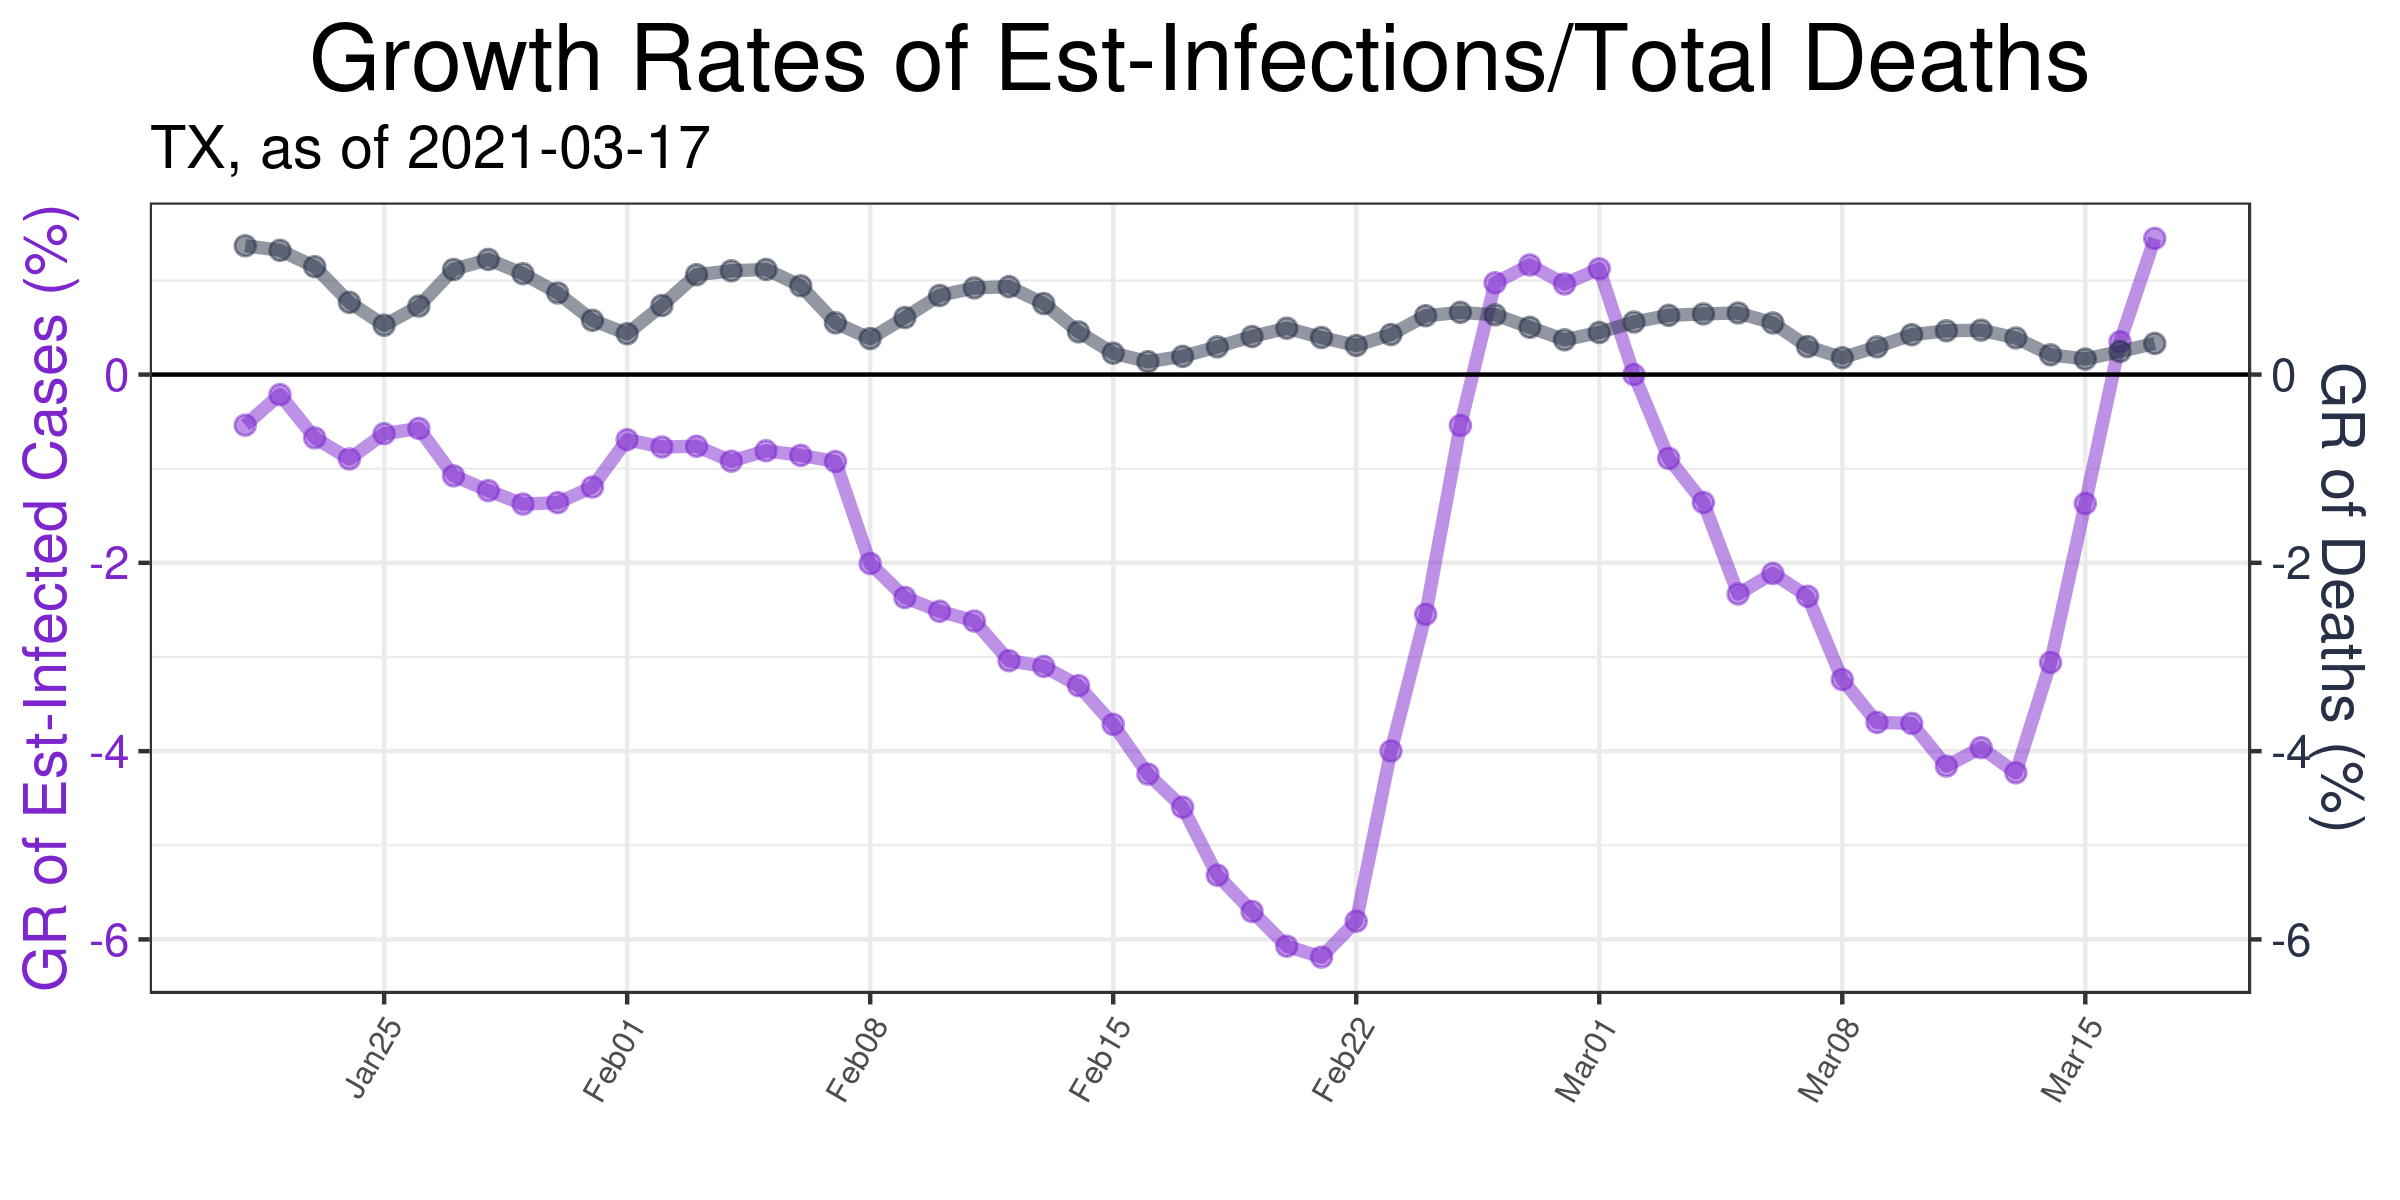 Growth Rates of Est-Infections/Total Deaths
TX, as of 2021-03-17
GR of Est-Infected Cases (%)
0
-2
-4
-6
0
-2
-4
-6
GR of Deaths (%)
Jan25
Feb01
Feb08
Feb15
Feb22
Mar01
Mar08
Mar15